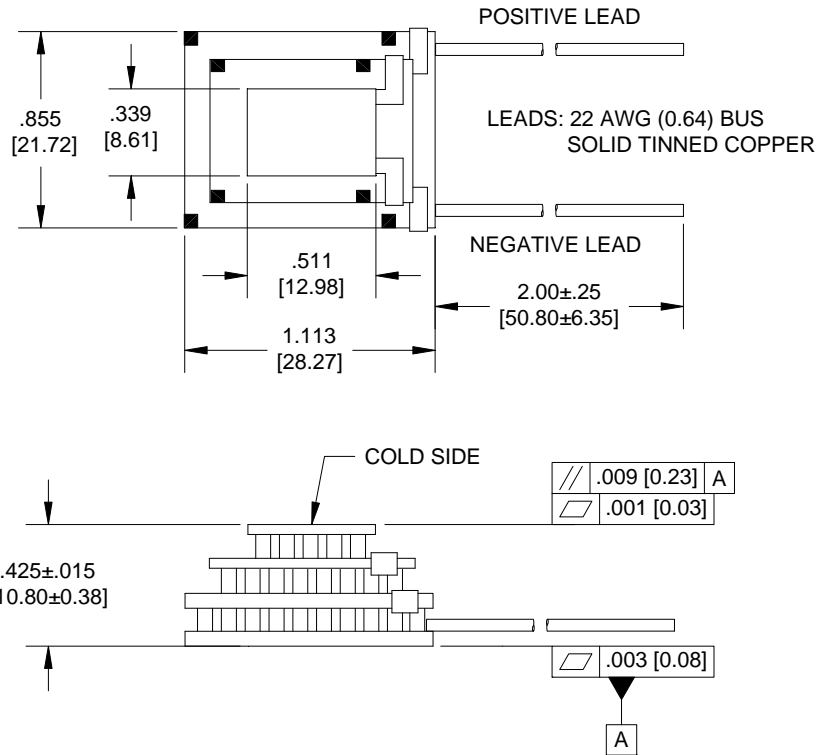 POSITIVE LEAD
.855
[21.72]
.339
[8.61]
LEADS: 22 AWG (0.64) BUS
SOLID TINNED COPPER
NEGATIVE LEAD
.511
[12.98]
2.00±.25
[50.80±6.35]
1.113
[28.27]
COLD SIDE
// .009 [0.23] A
.001 [0.03]
.425±.015
10.80±0.38]
.003 [0.08]
A